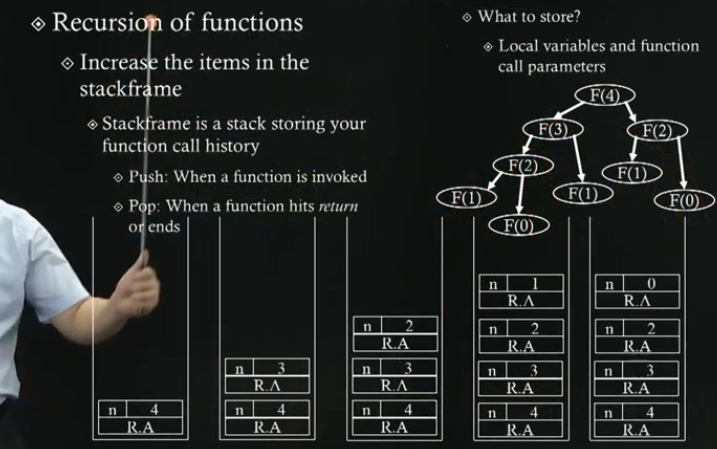 Recursion of functions
Increase the items in the
stackframe
Stackframe is a stack storing your
function call history
Push: When a function is invoked
Pop: When a function hits return
or ends
What to store?
Local variables and function
call parameters
F(4)
F(3) F(2)
F(2) F(1)
F(1) F(1) F(0)
F(0)
n 4
R.A
n 3
R.A
n 4
R.A
n 2
R.A
n 3
R.A
n 4
R.A
n 1
R.A
n 2
R.A
n 3
R.A
n 4
R.A
n 0
R.A
n 2
R.A
n 3
R.A
n 4
R.A